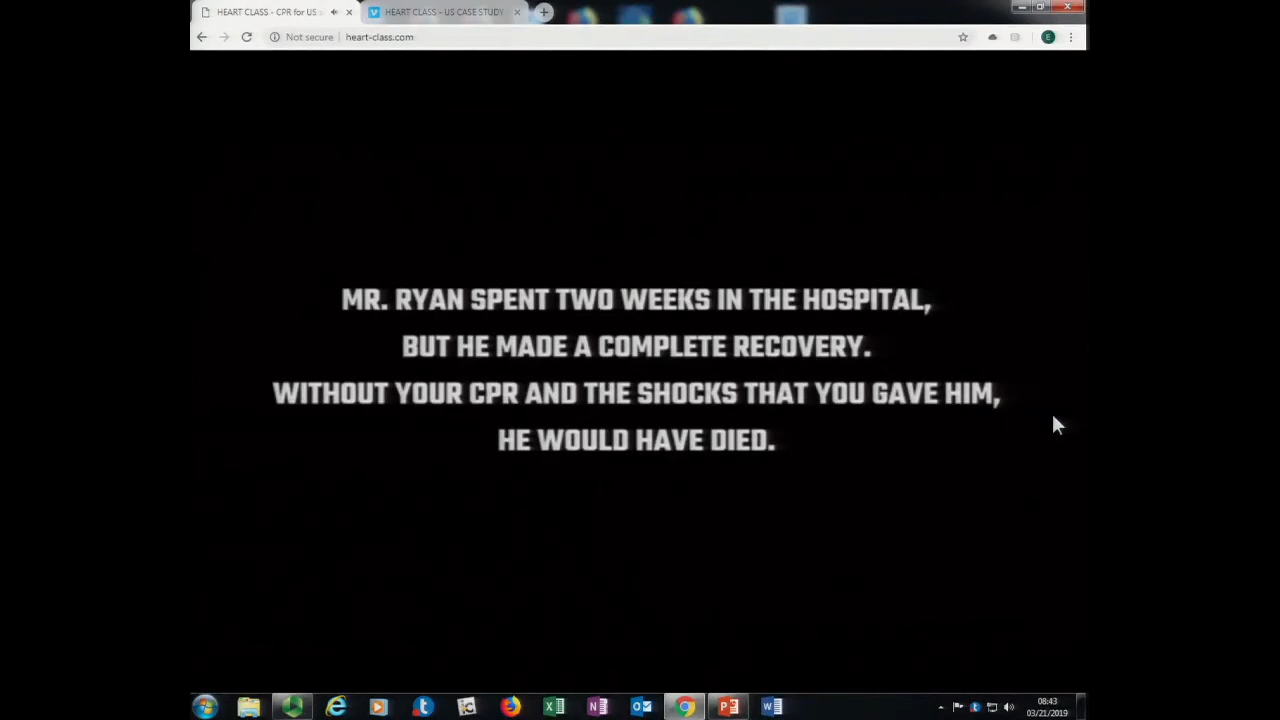 HEART CLASS - CPR for US
HEART CLASS - US CASE STUDY
Not secure
heart-class.com
E
MR. RYAN SPENT TWO WEEKS IN THE HOSPITAL,
BUT HE MADE A COMPLETE RECOVERY.
WITHOUT YOUR CPR AND THE SHOCKS THAT YOU GAVE HIM,
HE WOULD HAVE DIED.
08:43
03/21/2019